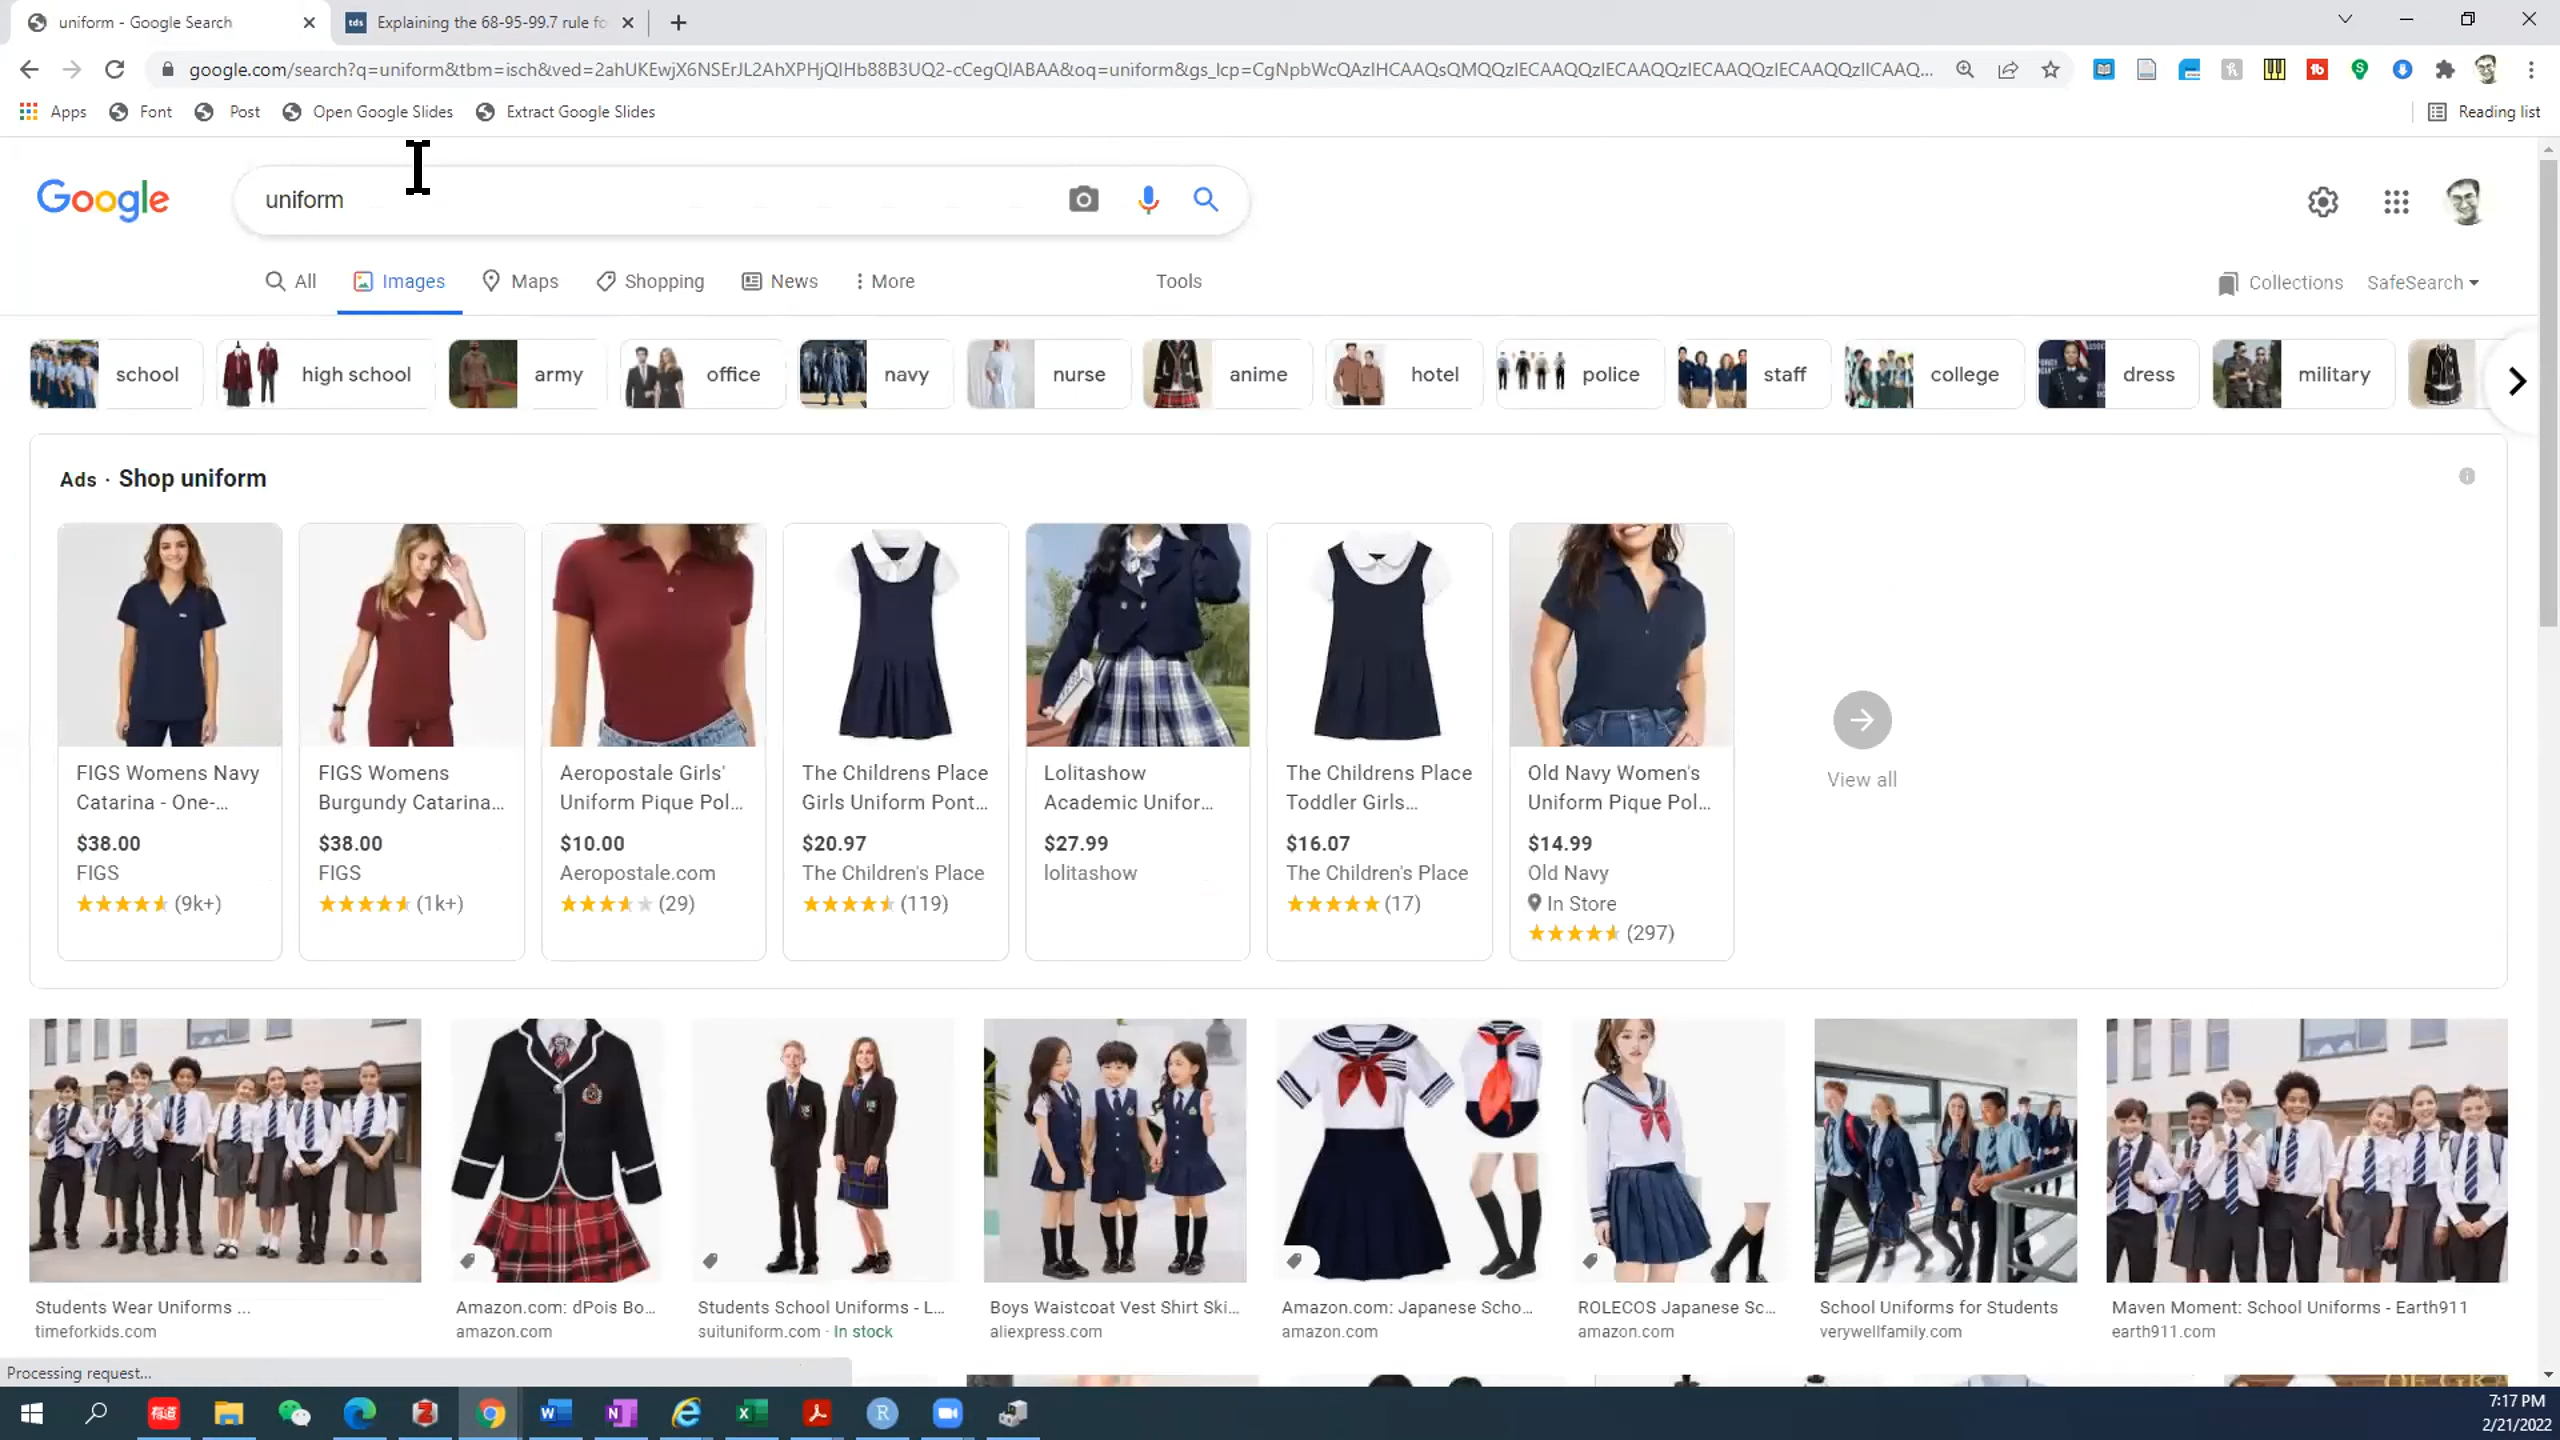 uniform - Google Search
tds Explaining the 68-95-99.7 rule fo
google.com/search?q=uniform&tbm=isch&ved=2ahUKEwjX6NSErJL2AhXPHjQIHb88B3UQ2-cCegQIABAA&oq=uniform&gs_lcp=CgNpbWcQAzIHCAAQsQMQQzIECAAQQzIECAAQQzIECAAQQzIECAAQQzIICAAQ...
Apps Font Post Open Google Slides Extract Google Slides Reading list
Google
uniform
All Images Maps Shopping News More Tools Collections SafeSearch
school high school army office navy nurse anime hotel police staff college dress military
Ads · Shop uniform
FIGS Womens Navy
Catarina - One-...
$38.00
FIGS
(9k+)
FIGS Womens
Burgundy Catarina...
$38.00
FIGS
(1k+)
Aeropostale Girls'
Uniform Pique Pol...
$10.00
Aeropostale.com
(29)
The Childrens Place
Girls Uniform Pont...
$20.97
The Children's Place
(119)
Lolitashow
Academic Unifor...
$27.99
lolitashow
The Childrens Place
Toddler Girls...
$16.07
The Children's Place
(17)
Old Navy Women's
Uniform Pique Pol...
$14.99
Old Navy
In Store
(297)
View all
Students Wear Uniforms ...
timeforkids.com
Amazon.com: dPois Bo...
amazon.com
Students School Uniforms - L...
suituniform.com · In stock
Boys Waistcoat Vest Shirt Ski...
aliexpress.com
Amazon.com: Japanese Scho...
amazon.com
ROLECOS Japanese Sc...
amazon.com
School Uniforms for Students
verywellfamily.com
Maven Moment: School Uniforms - Earth911
earth911.com
Processing request...
有道
7:17 PM
2/21/2022